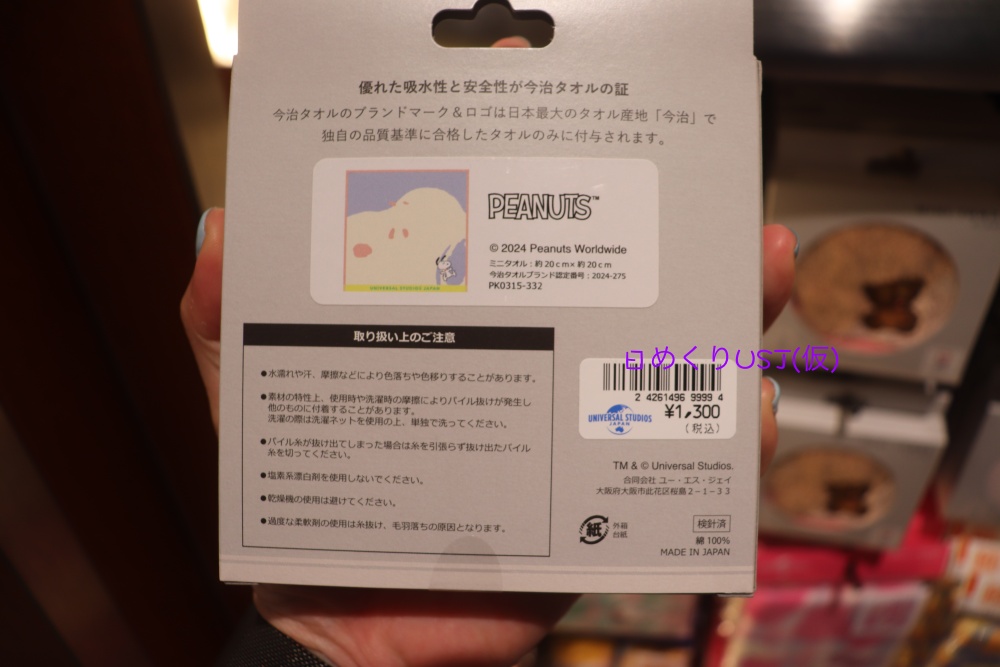 優れた吸水性と安全性が今治タオルの証
今治タオルのブランドマーク＆ロゴは日本最大のタオル産地「今治」で
独自の品質基準に合格したタオルのみに付与されます。
PEANUTS™
© 2024 Peanuts Worldwide
ミニタオル：約20cm×約20cm
今治タオルブランド認定番号：2024-275
PK0315-332
UNIVERSAL STUDIOS JAPAN
取り扱い上のご注意
●水濡れや汗、摩擦などにより色落ちや色移りすることがあります。
●素材の特性上、使用時や洗濯時の摩擦によりパイル抜けが発生し
他のものに付着することがあります。
洗濯の際は洗濯ネットを使用の上、単独で洗ってください。
●パイル糸が抜け出てしまった場合は糸を引張らず抜け出たパイル
糸を切ってください。
●塩素系漂白剤を使用しないでください。
●乾燥機の使用は避けてください。
●過度な柔軟剤の使用は糸抜け、毛羽落ちの原因となります。
日めくりUSJ(仮)
2 42614969999 4
UNIVERSAL STUDIOS
JAPAN
¥1,300
(税込)
TM & © Universal Studios.
合同会社 ユー・エス・ジェイ
大阪府大阪市此花区桜島2－1－33
紙
外箱
台紙
検針済
綿 100%
MADE IN JAPAN